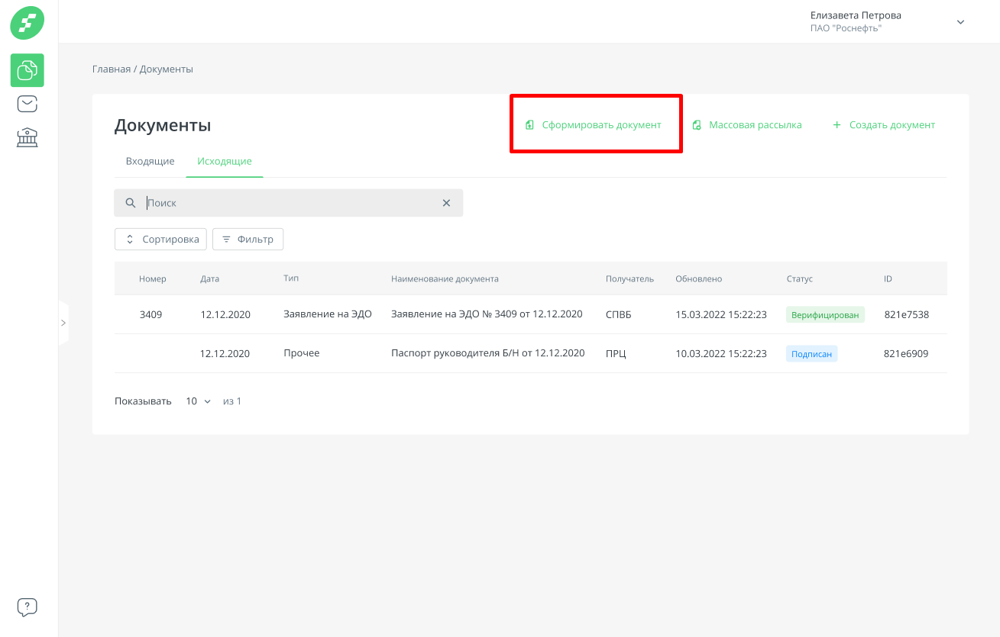 Елизавета Петрова
ПАО "Роснефть"
Главная / Документы
Документы
Сформировать документ
Массовая рассылка
+ Создать документ
Входящие
Исходящие
Поиск
Сортировка
Фильтр
Номер Дата Тип Наименование документа Получатель Обновлено Статус ID
3409 12.12.2020 Заявление на ЭДО Заявление на ЭДО № 3409 от 12.12.2020 СПВБ 15.03.2022 15:22:23 Верифицирован 821e7538
12.12.2020 Прочее Паспорт руководителя Б/Н от 12.12.2020 ПРЦ 10.03.2022 15:22:23 Подписан 821e6909
Показывать 10 из 1
?